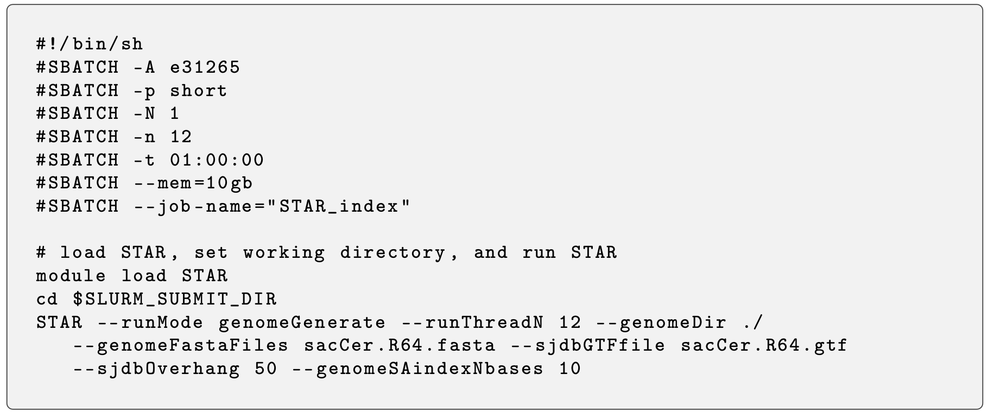 #!/bin/sh
#SBATCH -A e31265
#SBATCH -p short
#SBATCH -N 1
#SBATCH -n 12
#SBATCH -t 01:00:00
#SBATCH --mem=10gb
#SBATCH --job-name="STAR_index"

# load STAR, set working directory, and run STAR
module load STAR
cd $SLURM_SUBMIT_DIR
STAR --runMode genomeGenerate --runThreadN 12 --genomeDir ./
   --genomeFastaFiles sacCer.R64.fasta --sjdbGTFfile sacCer.R64.gtf
   --sjdbOverhang 50 --genomeSAindexNbases 10